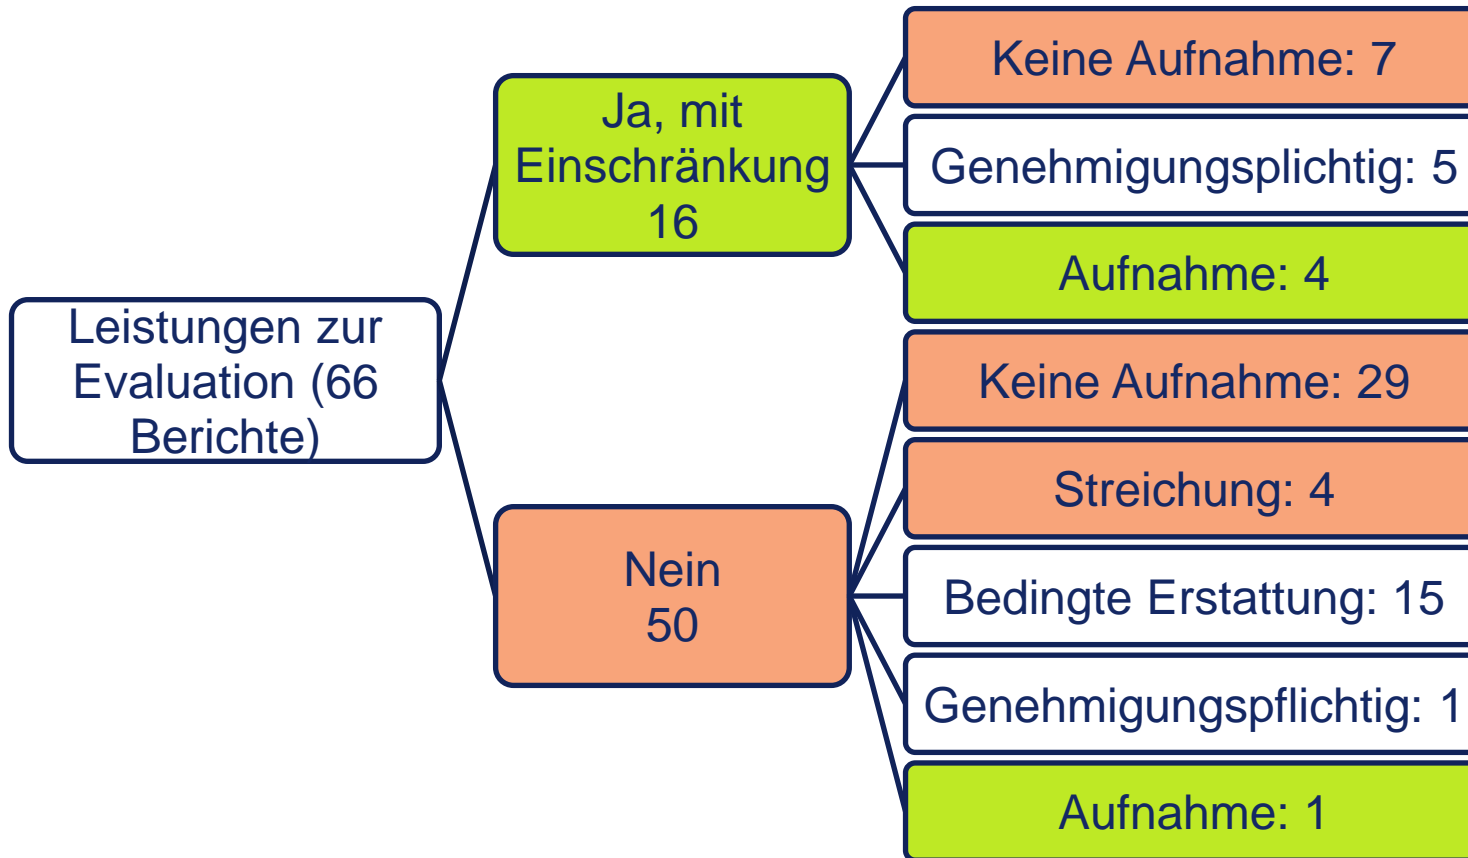 Leistungen zur
Evaluation (66
Berichte)
Ja, mit
Einschränkung
16
Nein
50
Keine Aufnahme: 7
Genehmigungsplichtig: 5
Aufnahme: 4
Keine Aufnahme: 29
Streichung: 4
Bedingte Erstattung: 15
Genehmigungspflichtig: 1
Aufnahme: 1